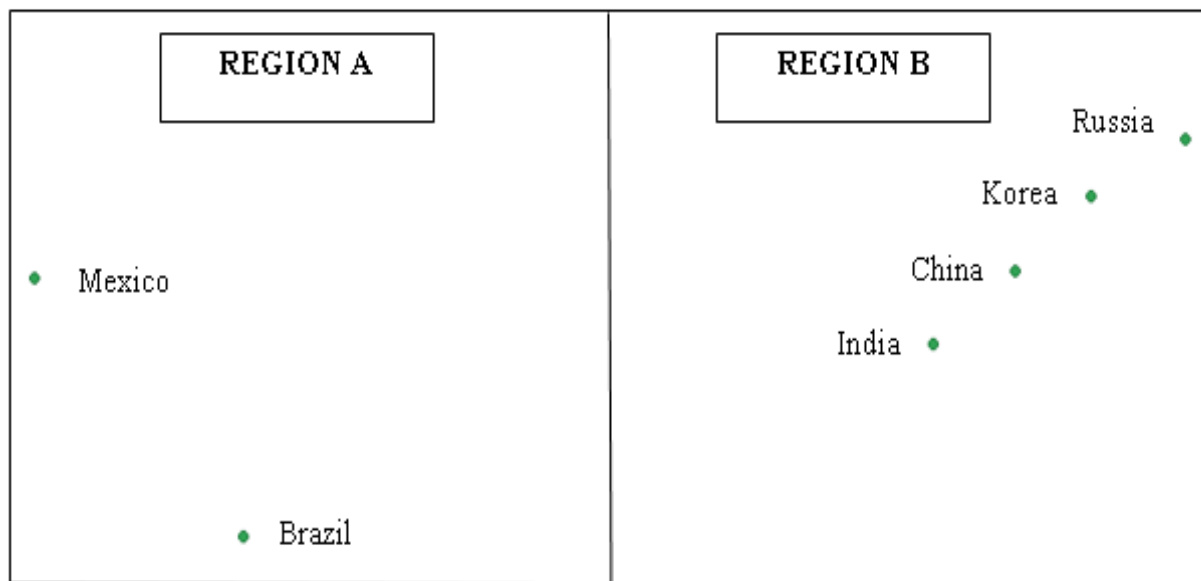 REGION A
REGION B
Russia
Korea
China
Mexico
India
Brazil